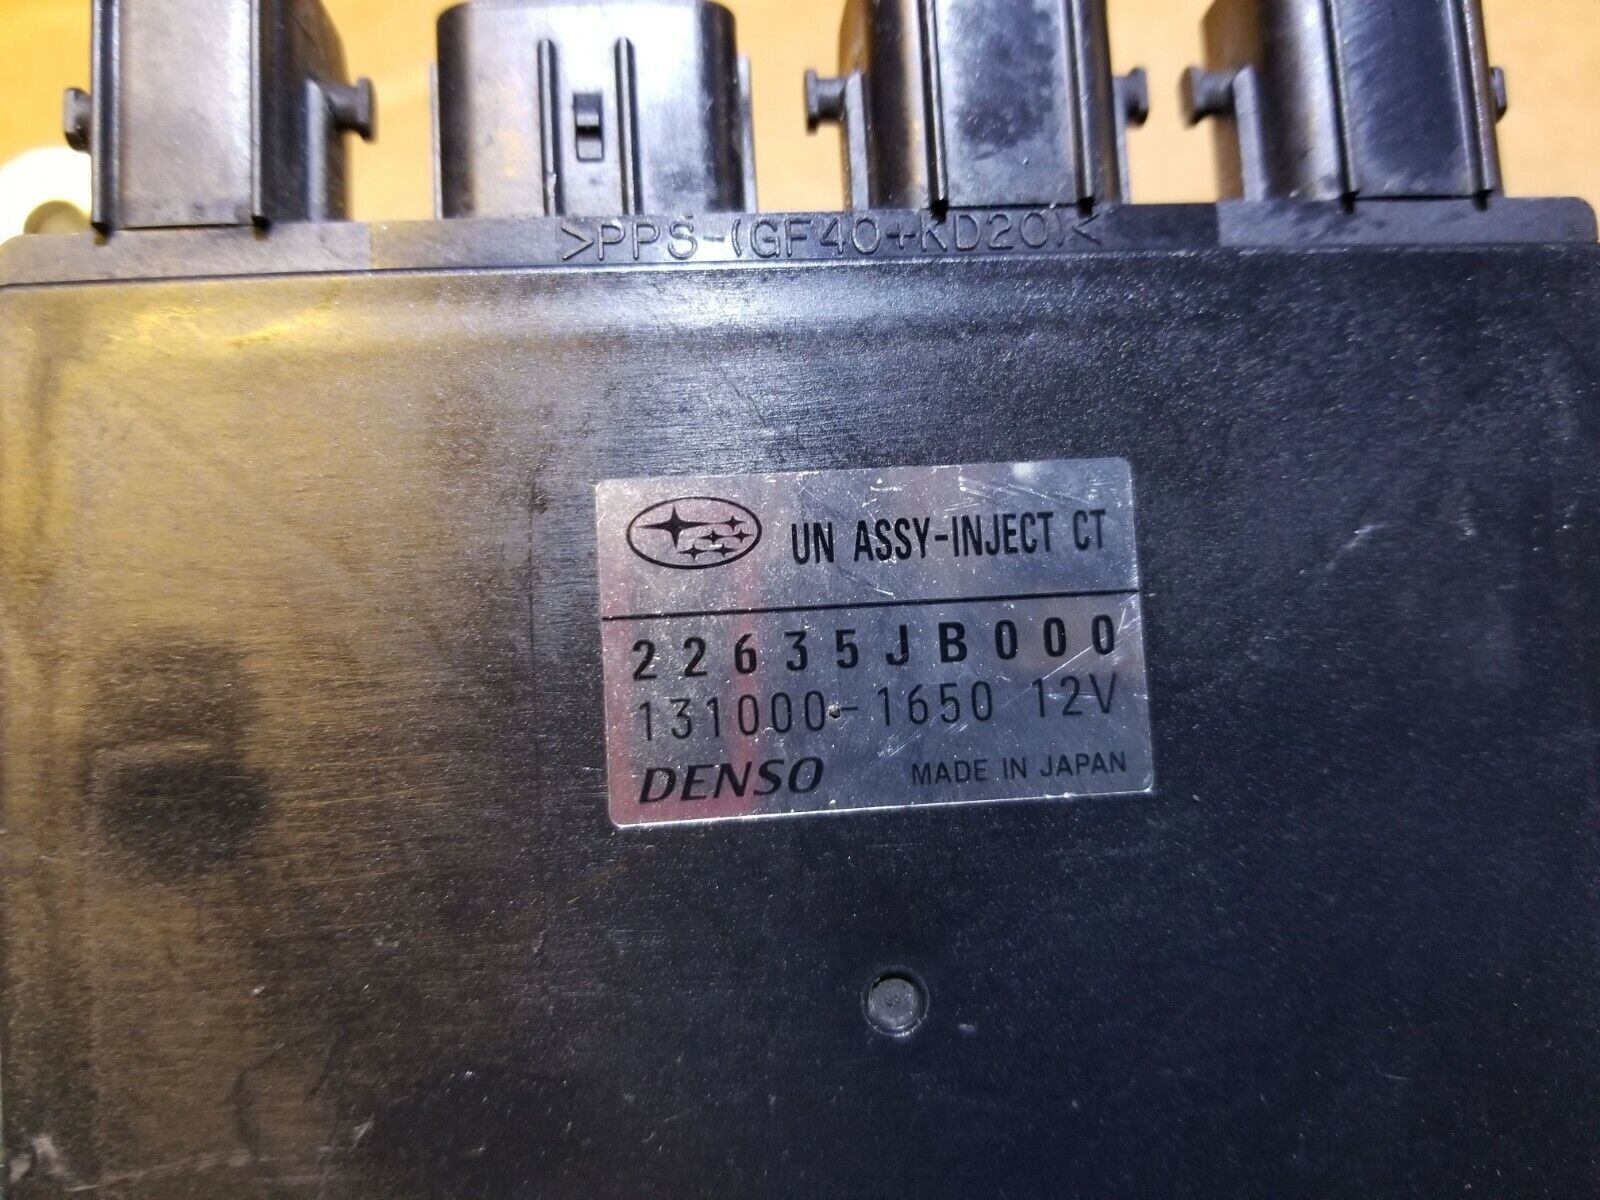 >PPS-(GF40+KD20)<
UN ASSY-INJECT CT
22635JB000
131000-1650 12V
DENSO MADE IN JAPAN